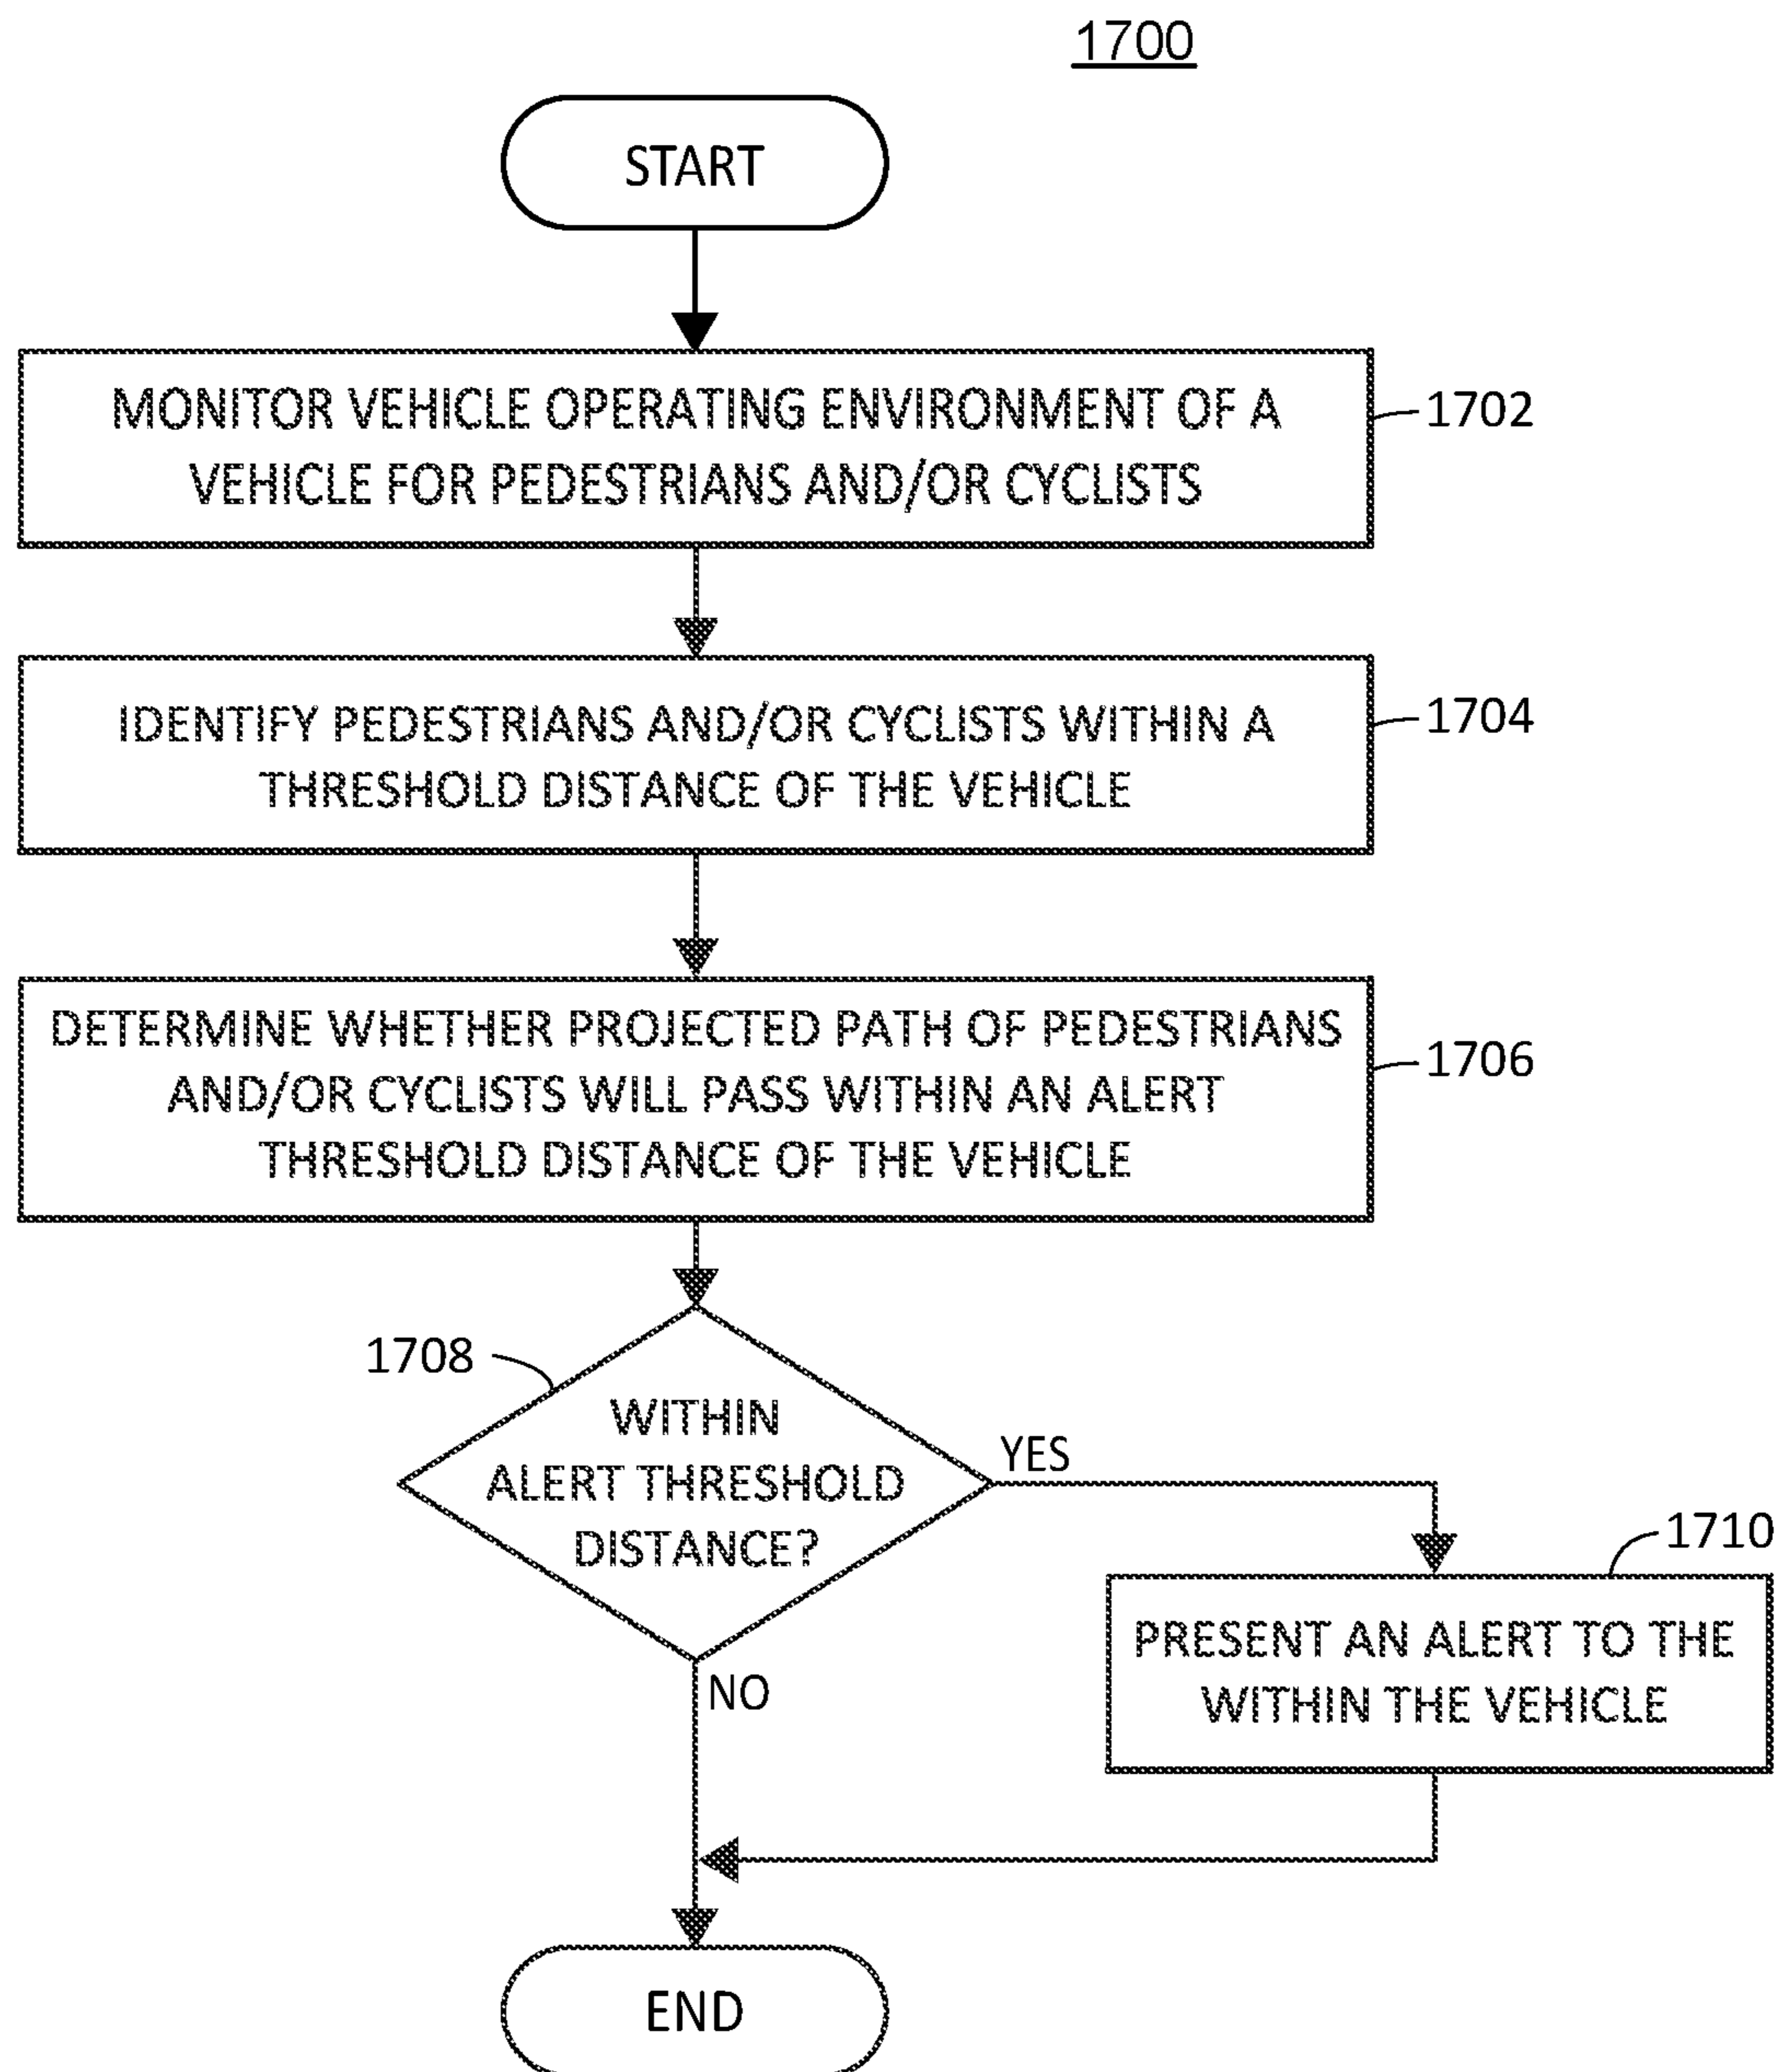 1700
START
MONITOR VEHICLE OPERATING ENVIRONMENT OF A
VEHICLE FOR PEDESTRIANS AND/OR CYCLISTS
1702
IDENTIFY PEDESTRIANS AND/OR CYCLISTS WITHIN A
THRESHOLD DISTANCE OF THE VEHICLE
1704
DETERMINE WHETHER PROJECTED PATH OF PEDESTRIANS
AND/OR CYCLISTS WILL PASS WITHIN AN ALERT
THRESHOLD DISTANCE OF THE VEHICLE
1706
1708
WITHIN
ALERT THRESHOLD
DISTANCE?
YES
1710
PRESENT AN ALERT TO THE
WITHIN THE VEHICLE
NO
END